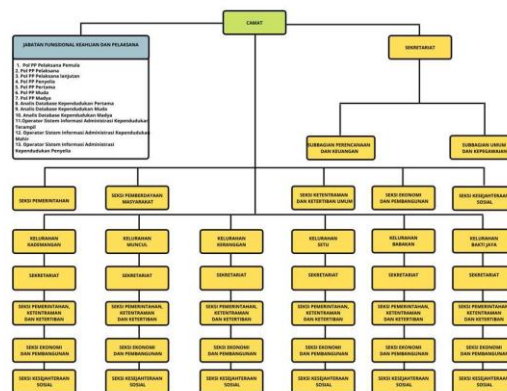 CAMAT
JABATAN FUNGSIONAL KEAHLIAN DAN PELAKSANA
1. Pol PP Pelaksana Pemula
2. Pol PP Pelaksana
3. Pol PP Pelaksana lanjutan
4. Pol PP Penyelia
5. Pol PP Pertama
6. Pol PP Muda
7. Pol PP Madya
8. Analis Database Kependudukan Pertama
9. Analis Database Kependudukan Muda
10. Analis Database Kependudukan Madya
11.Operator Sistem Informasi Administrasi Kependudukan
Terampil
12. Operator Sistem Informasi Administrasi Kependudukan
Mahir
13. Operator Sistem Informasi Administrasi
Kependudukan Penyelia
SEKRETARIAT
SUBBAGIAN PERENCANAAN
DAN KEUANGAN
SUBBAGIAN UMUM
DAN KEPEGAWAIAN
SEKSI PEMERINTAHAN
SEKSI PEMBERDAYAAN
MASYARAKAT
SEKSI KETENTRAMAN
DAN KETERTIBAN UMUM
SEKSI EKONOMI
DAN PEMBANGUNAN
SEKSI KESEJAHTERAAN
SOSIAL
KELURAHAN
KADEMANGAN
KELURAHAN
MUNCUL
KELURAHAN
KERANGGAN
KELURAHAN
SETU
KELURAHAN
BABAKAN
KELURAHAN
BAKTI JAYA
SEKRETARIAT
SEKRETARIAT
SEKRETARIAT
SEKRETARIAT
SEKRETARIAT
SEKRETARIAT
SEKSI PEMERINTAHAN,
KETENTRAMAN
DAN KETERTIBAN
SEKSI PEMERINTAHAN,
KETENTRAMAN
DAN KETERTIBAN
SEKSI PEMERINTAHAN,
KETENTRAMAN
DAN KETERTIBAN
SEKSI PEMERINTAHAN,
KETENTRAMAN
DAN KETERTIBAN
SEKSI PEMERINTAHAN,
KETENTRAMAN
DAN KETERTIBAN
SEKSI PEMERINTAHAN,
KETENTRAMAN
DAN KETERTIBAN
SEKSI EKONOMI
DAN PEMBANGUNAN
SEKSI EKONOMI
DAN PEMBANGUNAN
SEKSI EKONOMI
DAN PEMBANGUNAN
SEKSI EKONOMI
DAN PEMBANGUNAN
SEKSI EKONOMI
DAN PEMBANGUNAN
SEKSI EKONOMI
DAN PEMBANGUNAN
SEKSI KESEJAHTERAAN
SOSIAL
SEKSI KESEJAHTERAAN
SOSIAL
SEKSI KESEJAHTERAAN
SOSIAL
SEKSI KESEJAHTERAAN
SOSIAL
SEKSI KESEJAHTERAAN
SOSIAL
SEKSI KESEJAHTERAAN
SOSIAL